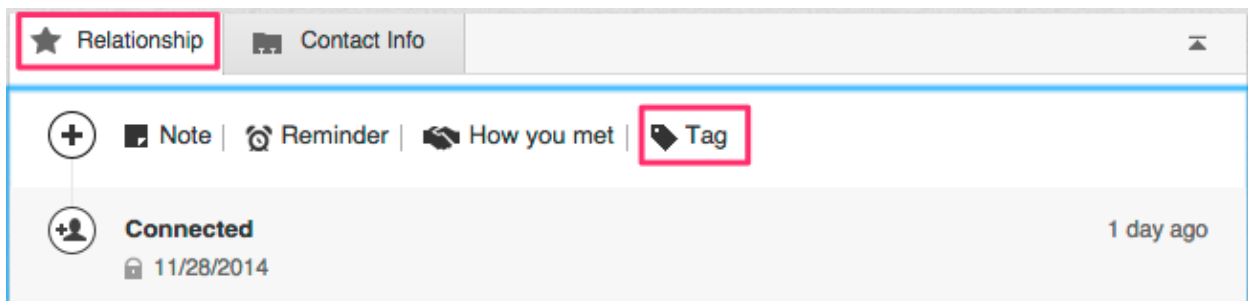 Relationship Contact Info
Note | Reminder | How you met | Tag
Connected 1 day ago
11/28/2014